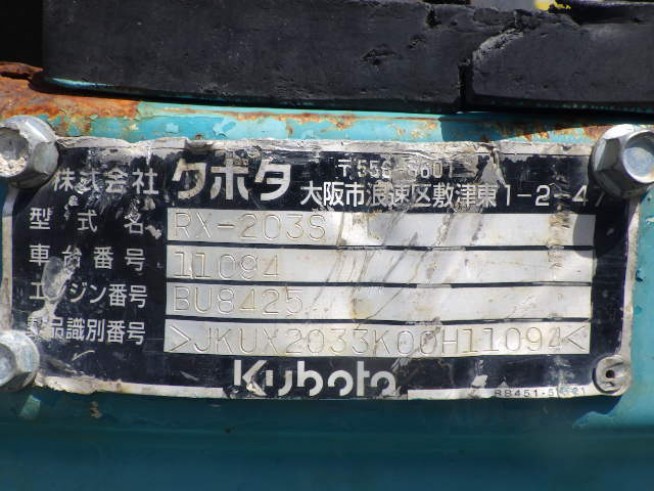 株式会社 クボタ 〒556-8601
大阪市浪速区敷津東1-2-47
型式名 RX-203S
車台番号 11094
エンジン番号 BU8425
製品識別番号 >JKUX2033K00H11094<
Kubota